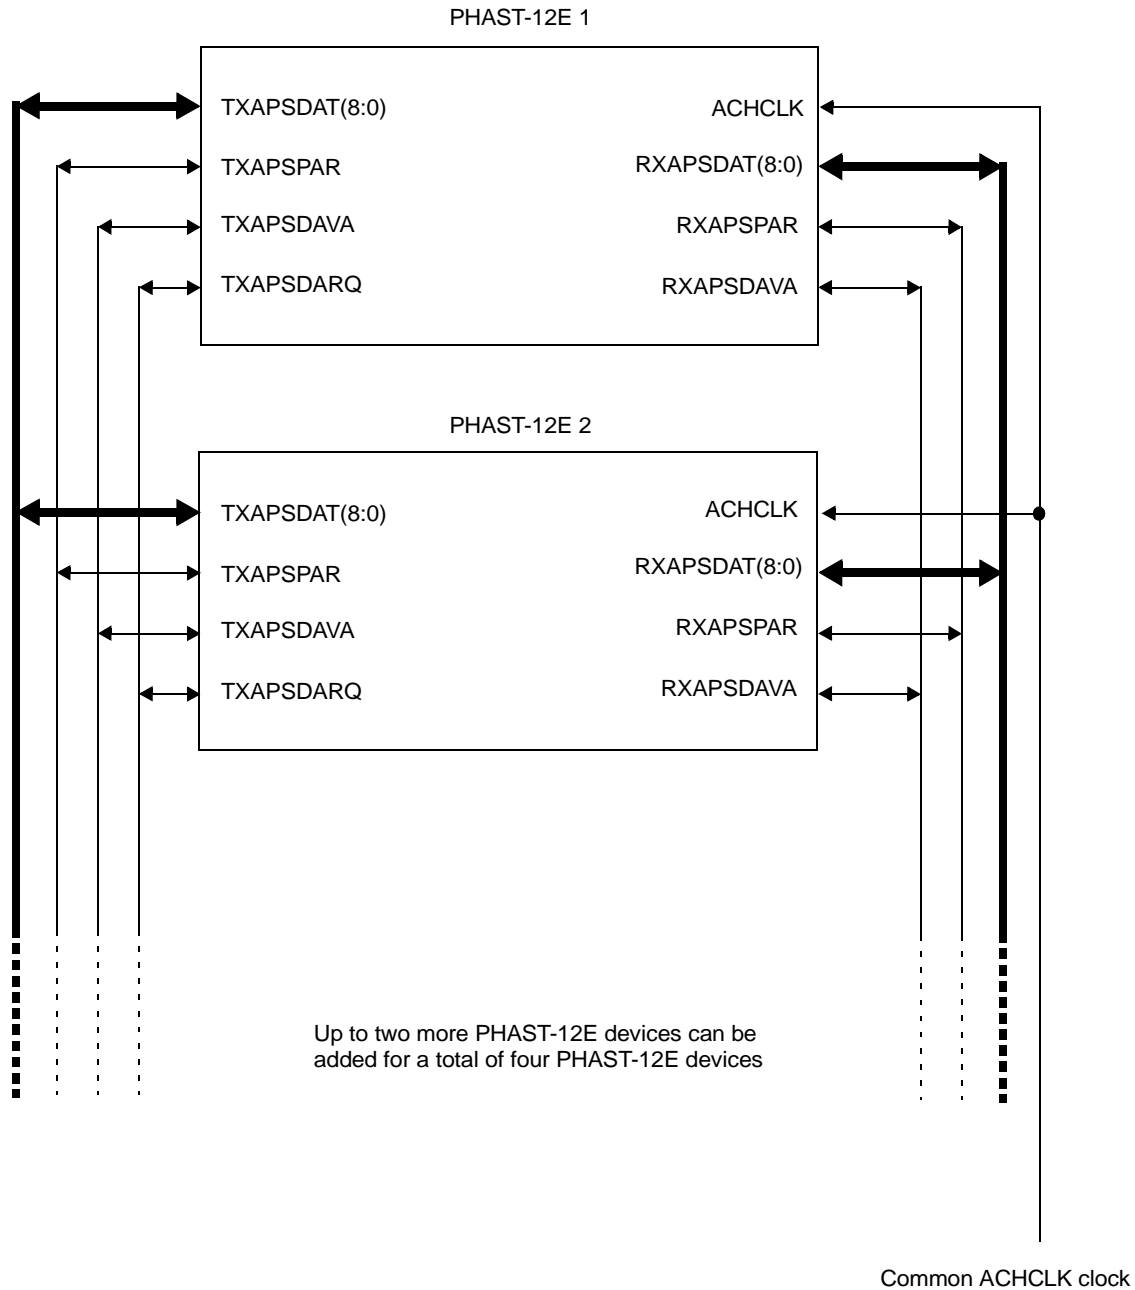 PHAST-12E 1
TXAPSDAT(8:0)
ACHCLK
TXAPSPAR
RXAPSDAT(8:0)
TXAPSDAVA
RXAPSPAR
TXAPSDARQ
RXAPSDAVA
PHAST-12E 2
TXAPSDAT(8:0)
ACHCLK
TXAPSPAR
RXAPSDAT(8:0)
TXAPSDAVA
RXAPSPAR
TXAPSDARQ
RXAPSDAVA
Up to two more PHAST-12E devices can be
added for a total of four PHAST-12E devices
Common ACHCLK clock